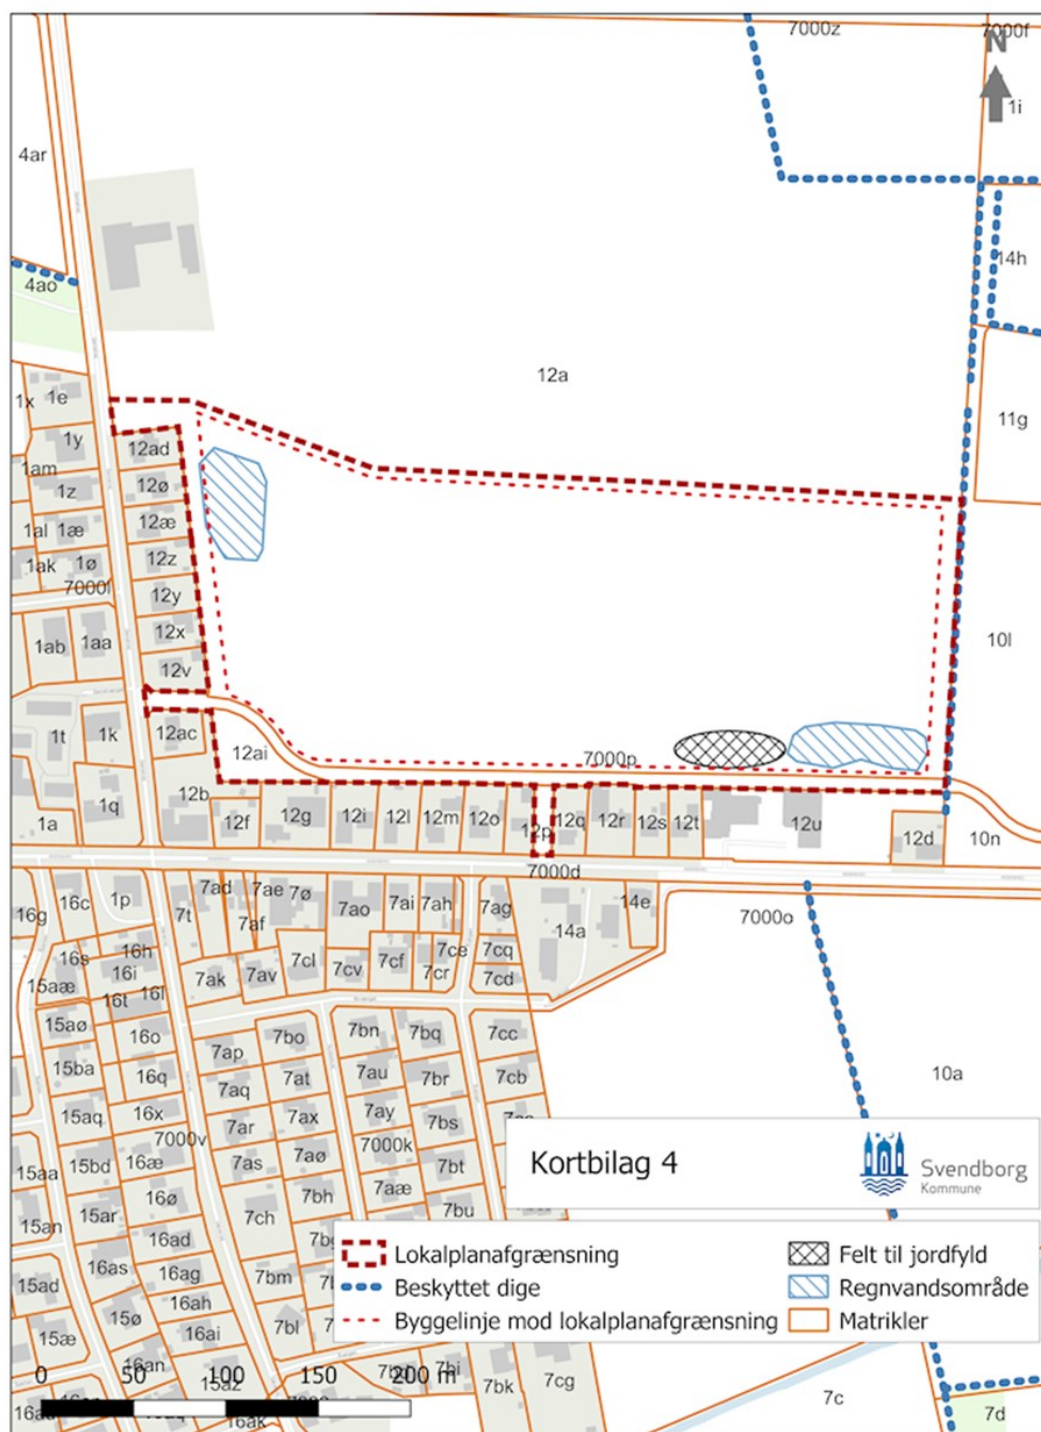 7000z
7000f
N
1i
4ar
14h
4ao
12a
1x
1e
11g
1y
12ad
1am
1z
12ø
1al
1æ
12æ
1ak
1ø
12z
7000l
12y
1ab
1aa
12x
10l
12v
1t
1k
12ac
12ai
7000p
12b
1q
1a
12f
12g
12i
12l
12m
12o
12p
12q
12r
12s
12t
12u
12d
10n
7000d
16g
16c
1p
7t
7ad
7ae
7ø
7af
7ao
7ai
7ah
7ag
14e
14a
7000o
16s
16h
16i
15aæ
16t
16l
7ak
7av
7cl
7cv
7cf
7ce
7cr
7cq
7cd
15aø
16o
7bo
7bn
7bq
7cc
15ba
16q
7ap
7aq
7at
7au
7br
7cb
10a
15aq
16x
7ar
7ax
7ay
7bs
7000v
7000k
15aa
15bd
16æ
7as
7aø
7bt
7aæ
Kortbilag 4
Svendborg
Kommune
15an
15ar
16ø
7ch
7bh
7bu
16ad
Lokalplanafgrænsning
Beskyttet dige
Byggelinje mod lokalplanafgrænsning
Felt til jordfyld
Regnvandsområde
Matrikler
15ad
16as
16ag
7bm
16ah
15æ
15ø
16ai
7bl
16an
15az
7hi
7bk
7cg
7c
7d
16ak
0 50 100 150 200 m